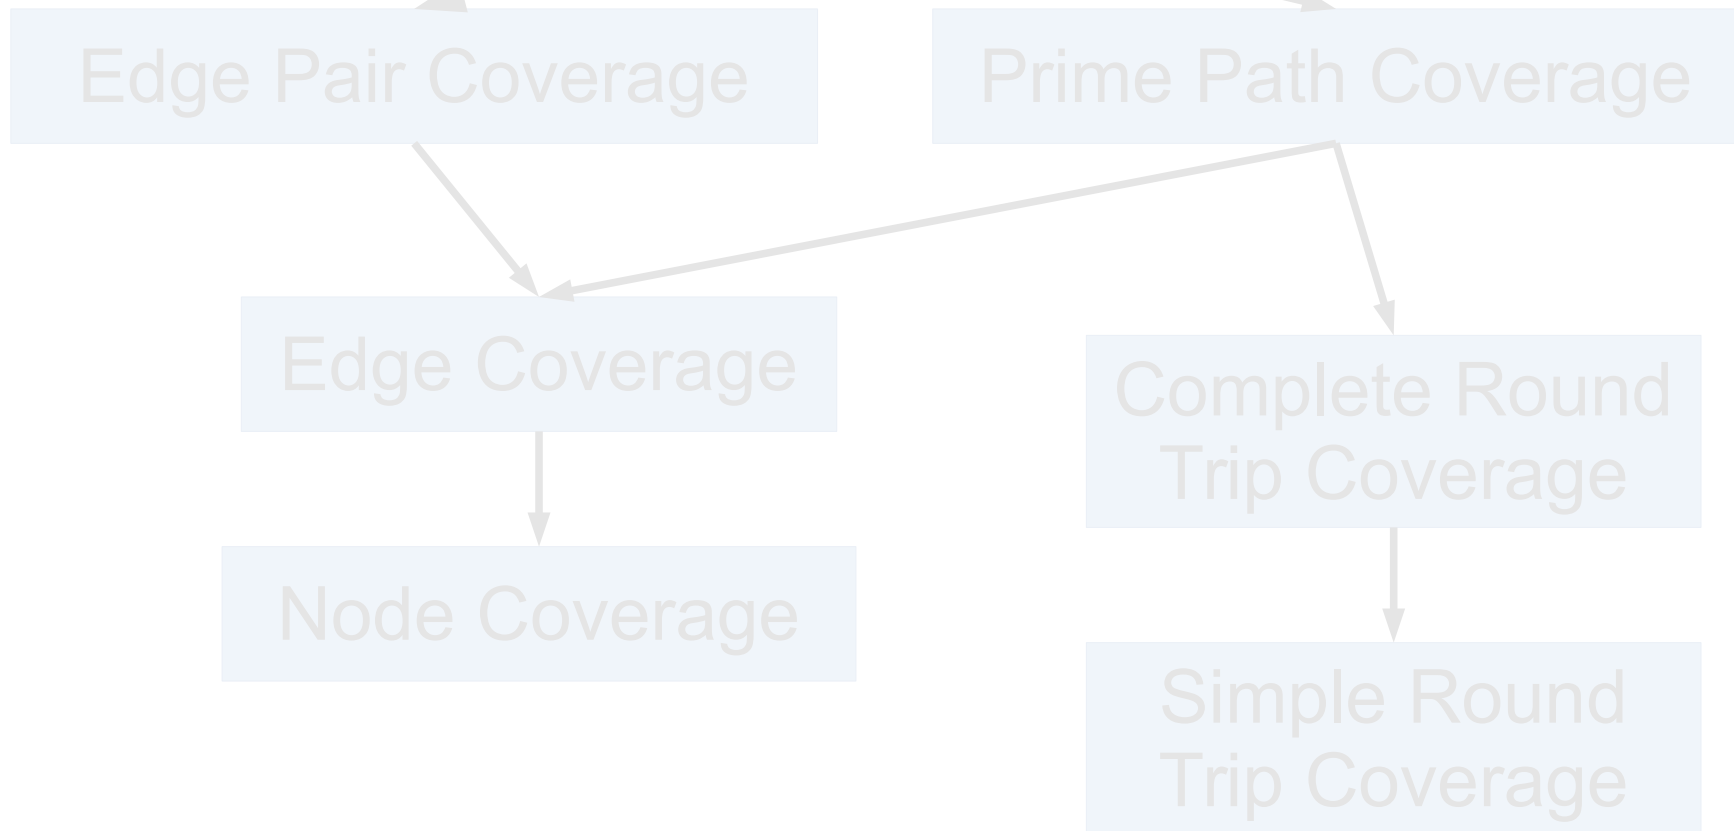 Edge Pair Coverage
Prime Path Coverage
Edge Coverage
Complete Round
Trip Coverage
Node Coverage
Simple Round
Trip Coverage